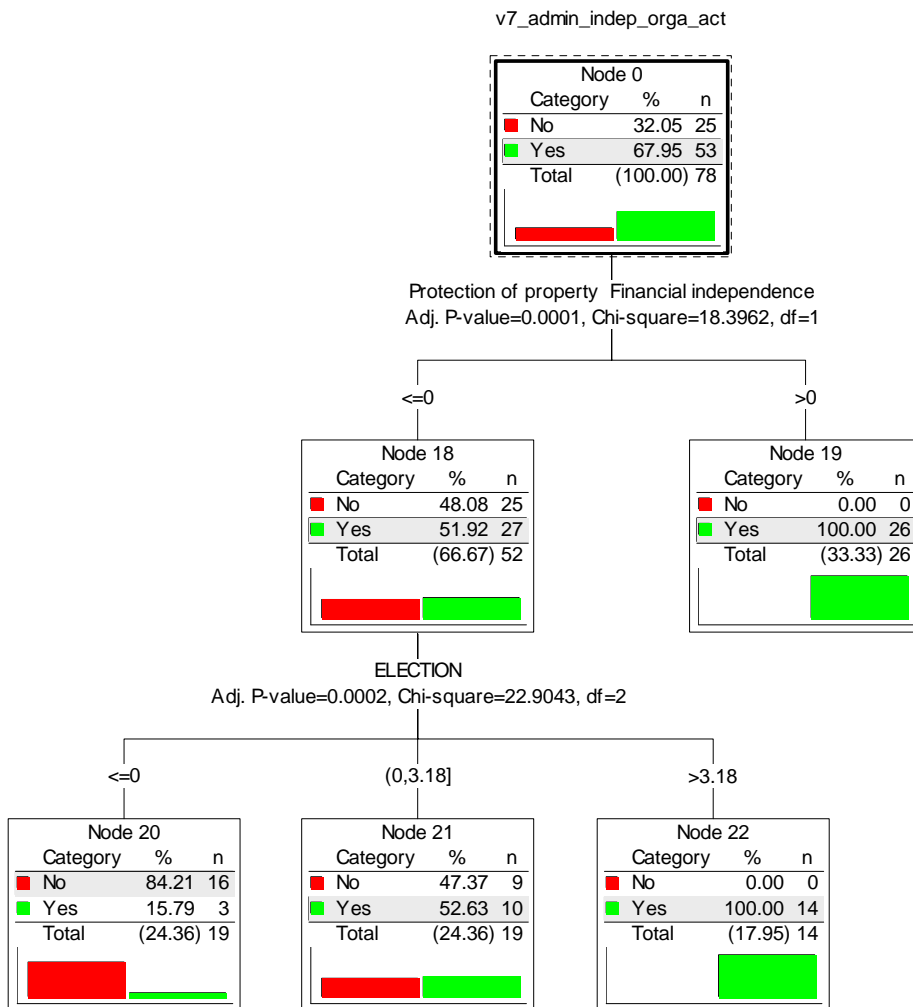 v7_admin_indep_orga_act
Node 0
Category % n
No 32.05 25
Yes 67.95 53
Total (100.00) 78
Protection of property Financial independence
Adj. P-value=0.0001, Chi-square=18.3962, df=1
<=0
>0
Node 18
Category % n
No 48.08 25
Yes 51.92 27
Total (66.67) 52
Node 19
Category % n
No 0.00 0
Yes 100.00 26
Total (33.33) 26
ELECTION
Adj. P-value=0.0002, Chi-square=22.9043, df=2
<=0
(0,3.18]
>3.18
Node 20
Category % n
No 84.21 16
Yes 15.79 3
Total (24.36) 19
Node 21
Category % n
No 47.37 9
Yes 52.63 10
Total (24.36) 19
Node 22
Category % n
No 0.00 0
Yes 100.00 14
Total (17.95) 14